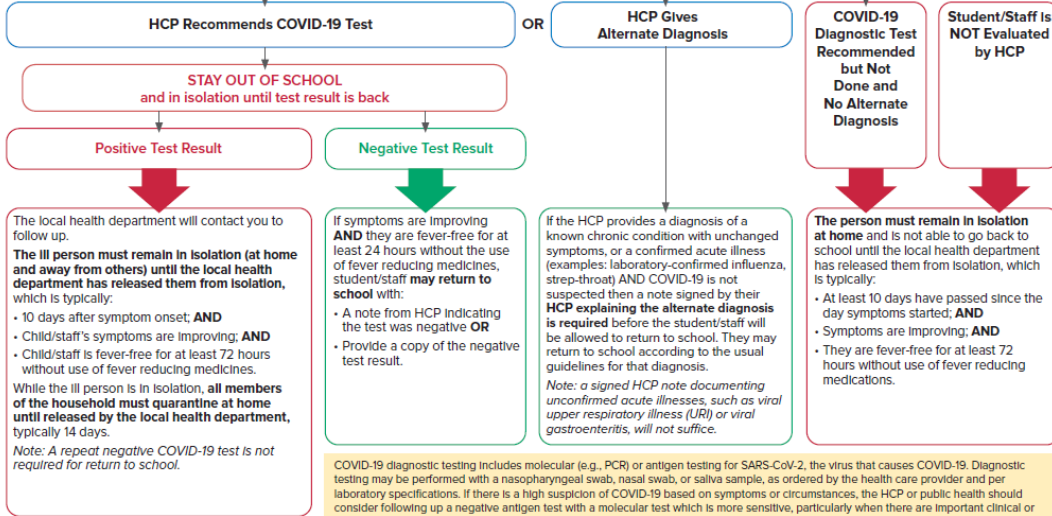 HCP Recommends COVID-19 Test
OR
HCP Gives
Alternate Diagnosis
COVID-19
Diagnostic Test
Recommended
but Not
Done and
No Alternate
Diagnosis
Student/Staff Is
NOT Evaluated
by HCP
STAY OUT OF SCHOOL
and in isolation until test result is back
Positive Test Result
Negative Test Result
The local health department will contact you to
follow up.
The ill person must remain in isolation (at home
and away from others) until the local health
department has released them from isolation,
which is typically:
• 10 days after symptom onset; AND
• Child/staff's symptoms are improving; AND
• Child/staff is fever-free for at least 72 hours
without use of fever reducing medicines.
While the ill person is in isolation, all members
of the household must quarantine at home
until released by the local health department,
typically 14 days.
Note: A repeat negative COVID-19 test is not
required for return to school.
If symptoms are improving
AND they are fever-free for at
least 24 hours without the use
of fever reducing medicines,
student/staff may return to
school with:
• A note from HCP indicating
the test was negative OR
• Provide a copy of the negative
test result.
If the HCP provides a diagnosis of a
known chronic condition with unchanged
symptoms, or a confirmed acute illness
(examples: laboratory-confirmed influenza,
strep-throat) AND COVID-19 is not
suspected then a note signed by their
HCP explaining the alternate diagnosis
is required before the student/staff will
be allowed to return to school. They may
return to school according to the usual
guidelines for that diagnosis.
Note: a signed HCP note documenting
unconfirmed acute illnesses, such as viral
upper respiratory illness (URI) or viral
gastroenteritis, will not suffice.
The person must remain in isolation
at home and is not able to go back to
school until the local health department
has released them from isolation, which
is typically:
• At least 10 days have passed since the
day symptoms started; AND
• Symptoms are improving; AND
• They are fever-free for at least 72
hours without use of fever reducing
medications.
COVID-19 diagnostic testing includes molecular (e.g., PCR) or antigen testing for SARS-CoV-2, the virus that causes COVID-19. Diagnostic
testing may be performed with a nasopharyngeal swab, nasal swab, or saliva sample, as ordered by the health care provider and per
laboratory specifications. If there is a high suspicion of COVID-19 based on symptoms or circumstances, the HCP or public health should
consider following up a negative antigen test with a molecular test which is more sensitive, particularly when there are important clinical or